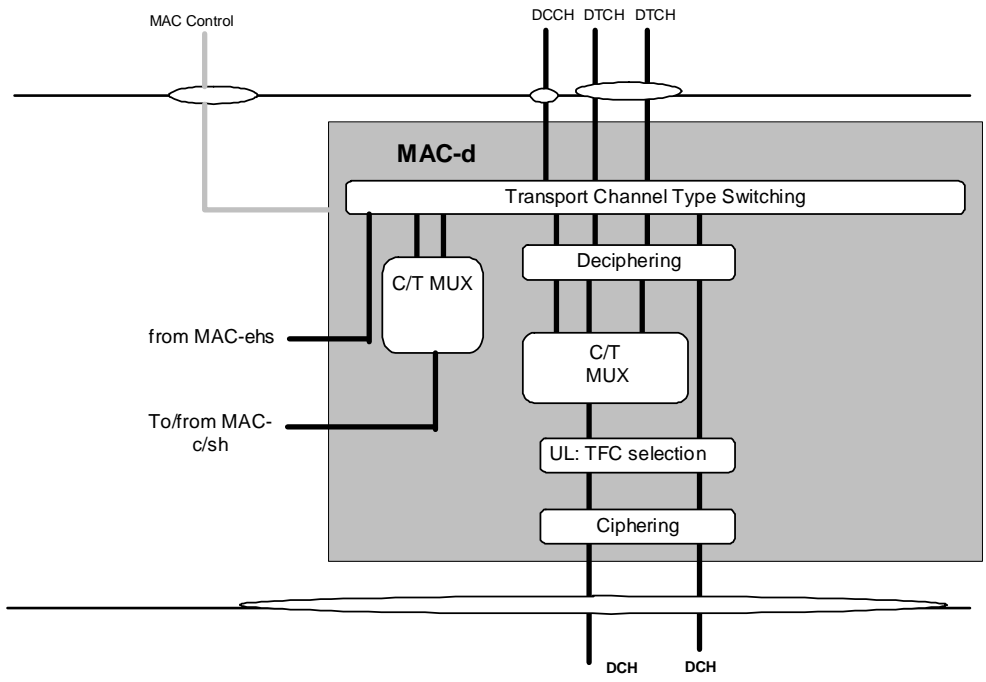 MAC Control
DCCH DTCH DTCH
MAC-d
Transport Channel Type Switching
Deciphering
C/T MUX
from MAC-ehs
C/T
MUX
To/from MAC-
c/sh
UL: TFC selection
Ciphering
DCH
DCH